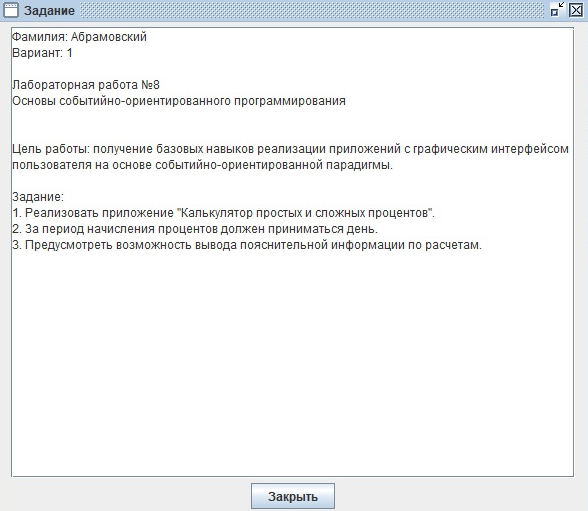 Задание
Фамилия: Абрамовский
Вариант: 1
Лабораторная работа №8
Основы событийно-ориентированного программирования
Цель работы: получение базовых навыков реализации приложений с графическим интерфейсом
пользователя на основе событийно-ориентированной парадигмы.
Задание:
1. Реализовать приложение "Калькулятор простых и сложных процентов".
2. За период начисления процентов должен приниматься день.
3. Предусмотреть возможность вывода пояснительной информации по расчетам.
Закрыть